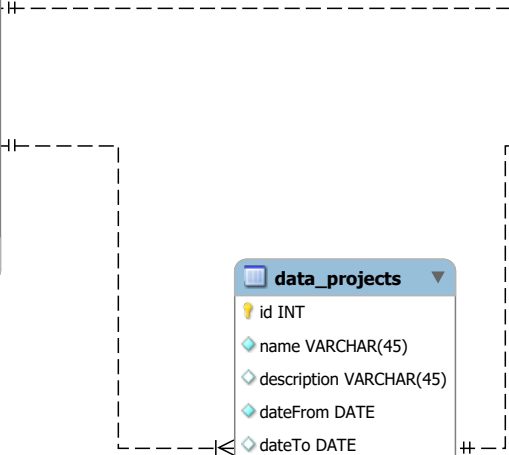 data_projects
id INT
name VARCHAR(45)
description VARCHAR(45)
dateFrom DATE
dateTo DATE